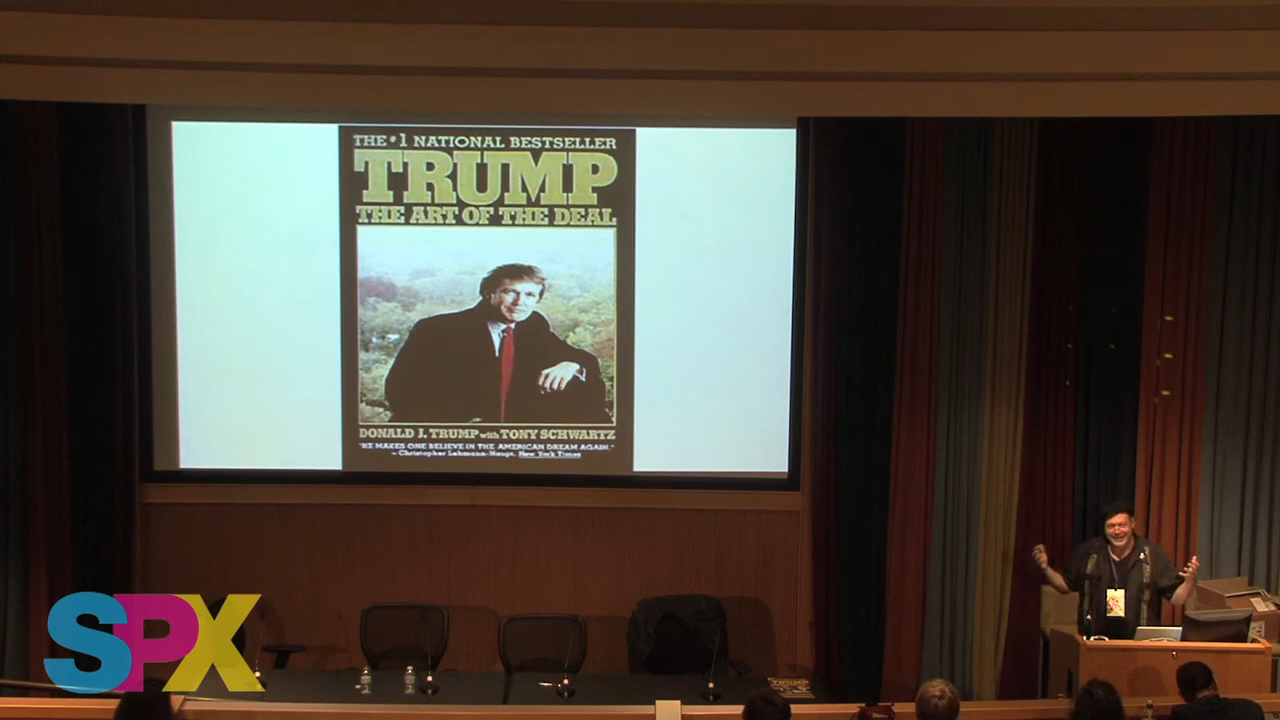 THE #1 NATIONAL BESTSELLER
TRUMP
THE ART OF THE DEAL
DONALD J. TRUMP with TONY SCHWARTZ
"HE MAKES ONE BELIEVE IN THE AMERICAN DREAM AGAIN."
– Christopher Lehmann-Haupt, New York Times
SPX
TRUMP